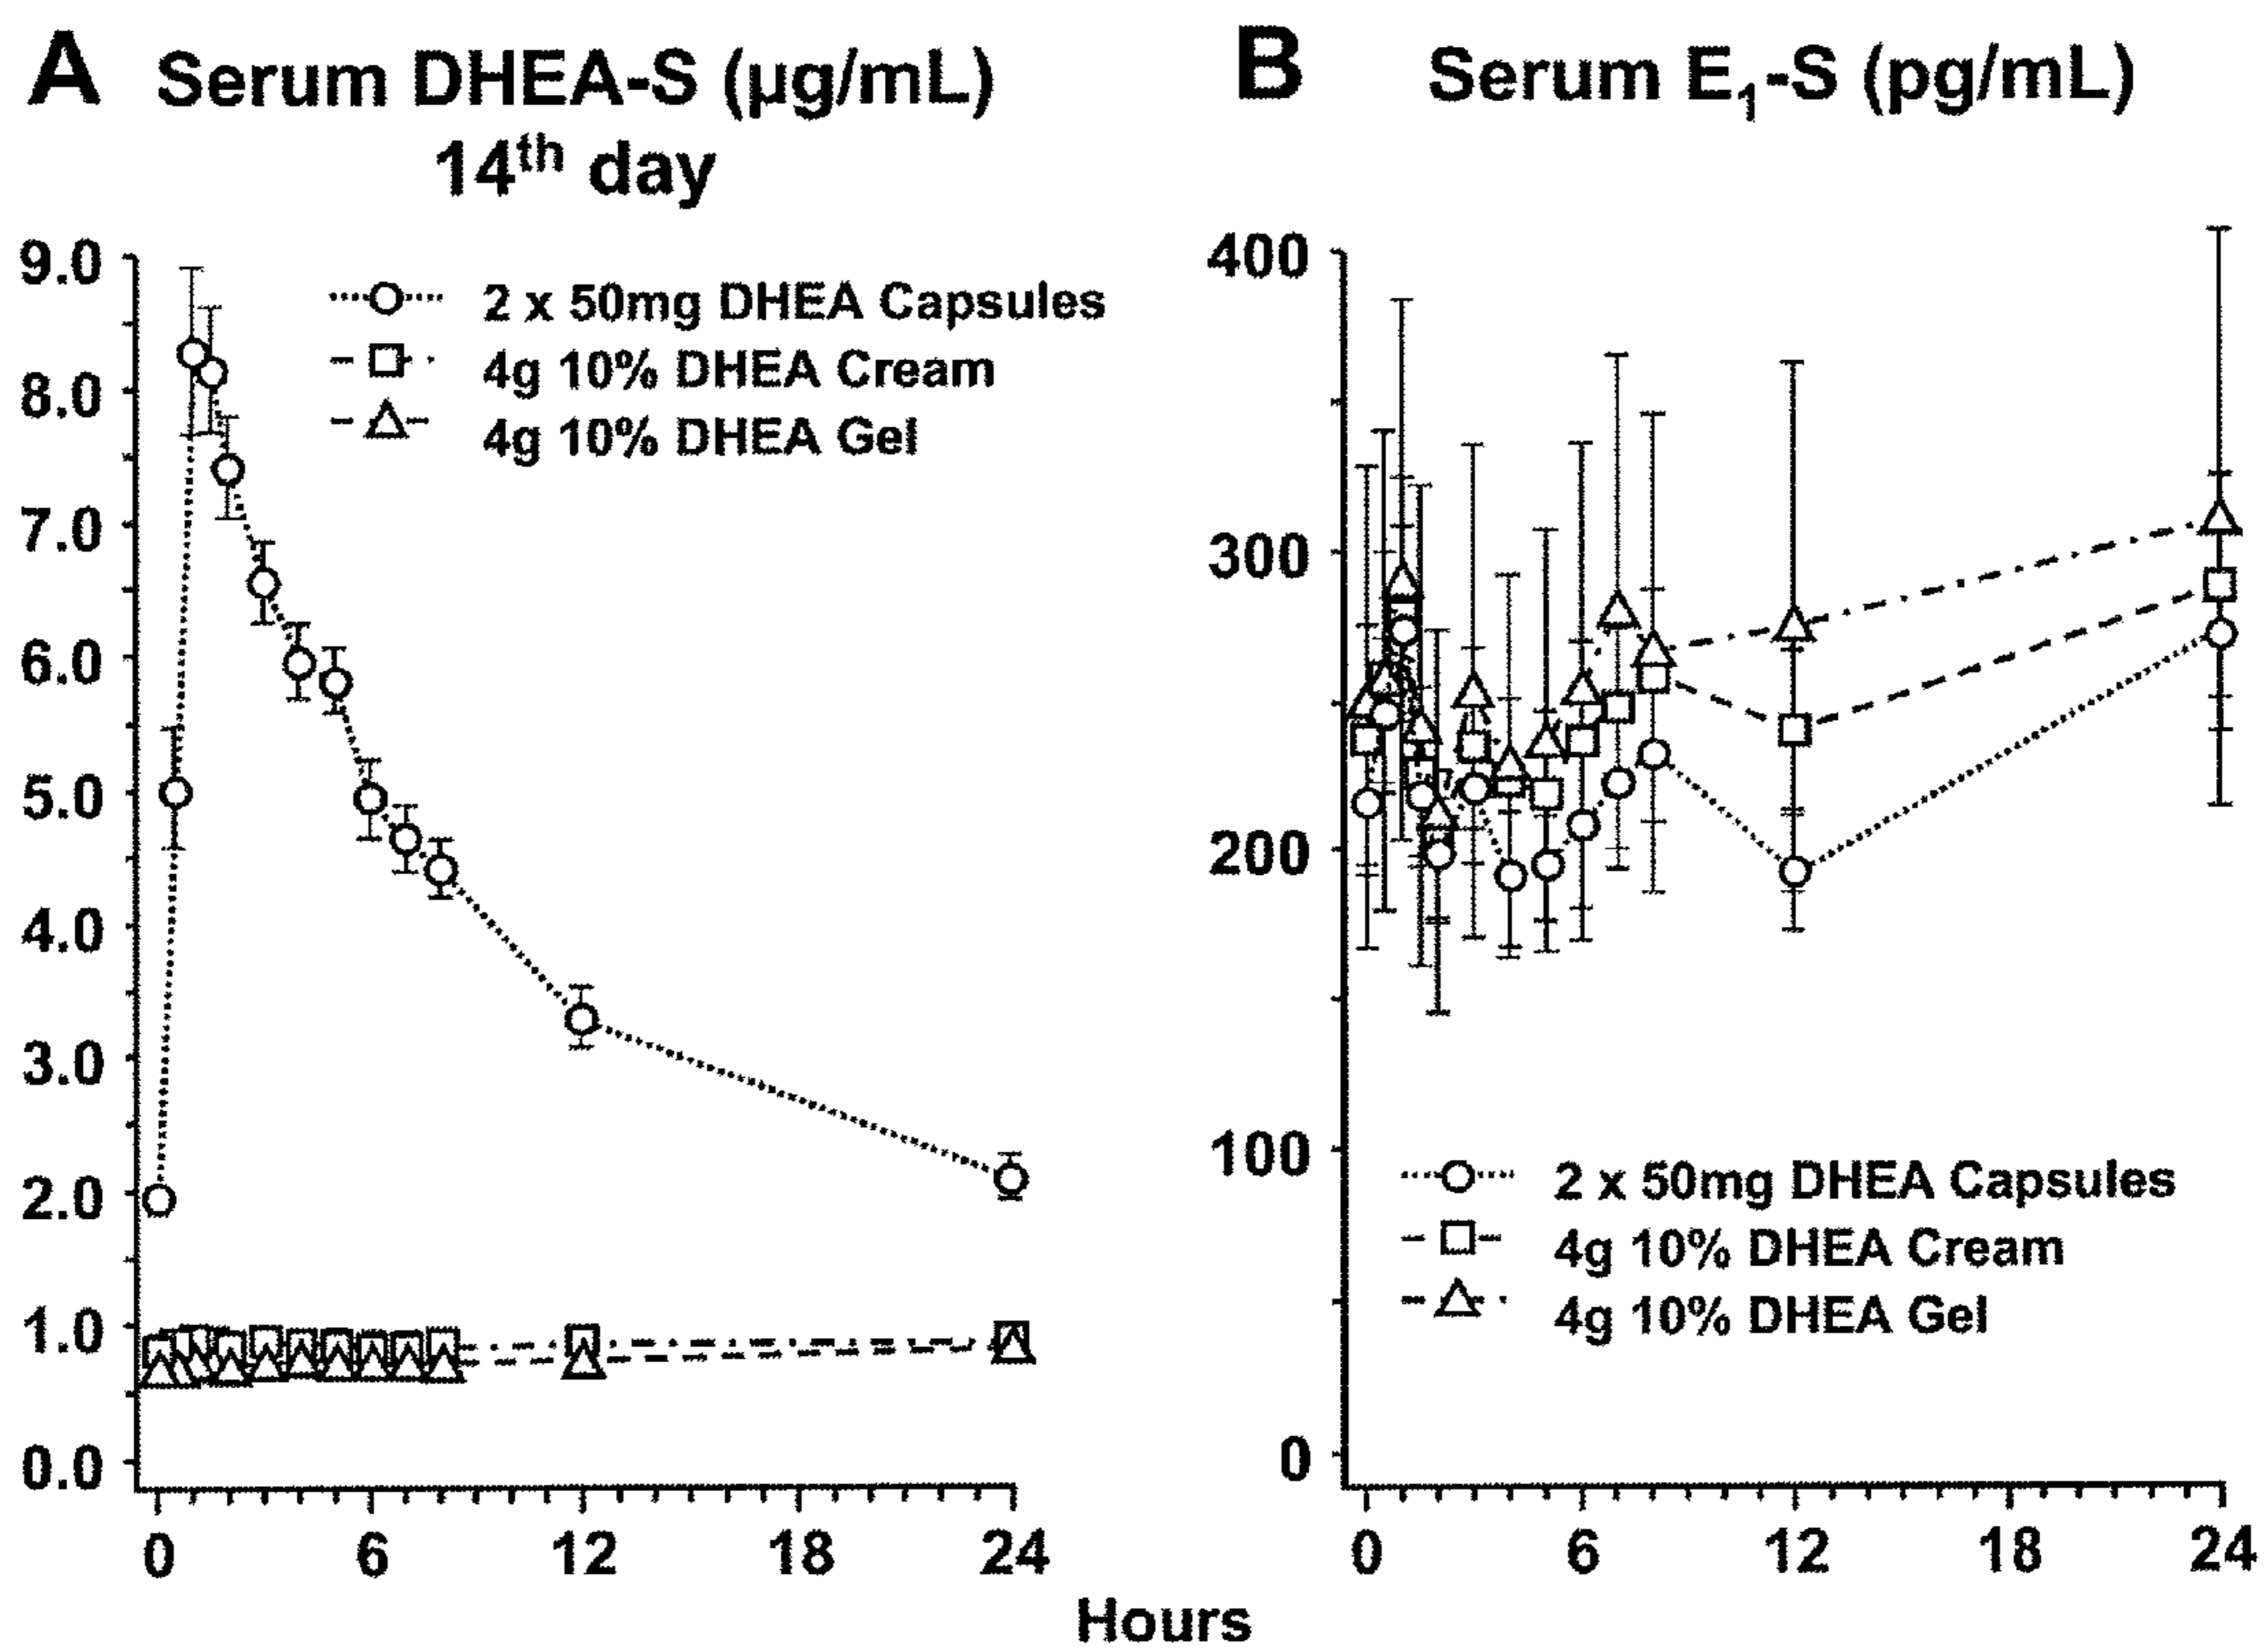 A Serum DHEA-S (µg/mL)
14th day
9.0
8.0
7.0
6.0
5.0
4.0
3.0
2.0
1.0
0.0
2 x 50mg DHEA Capsules
4g 10% DHEA Cream
4g 10% DHEA Gel
0 6 12 18 24
B Serum E1-S (pg/mL)
400
300
200
100
0
2 x 50mg DHEA Capsules
4g 10% DHEA Cream
4g 10% DHEA Gel
0 6 12 18 24
Hours